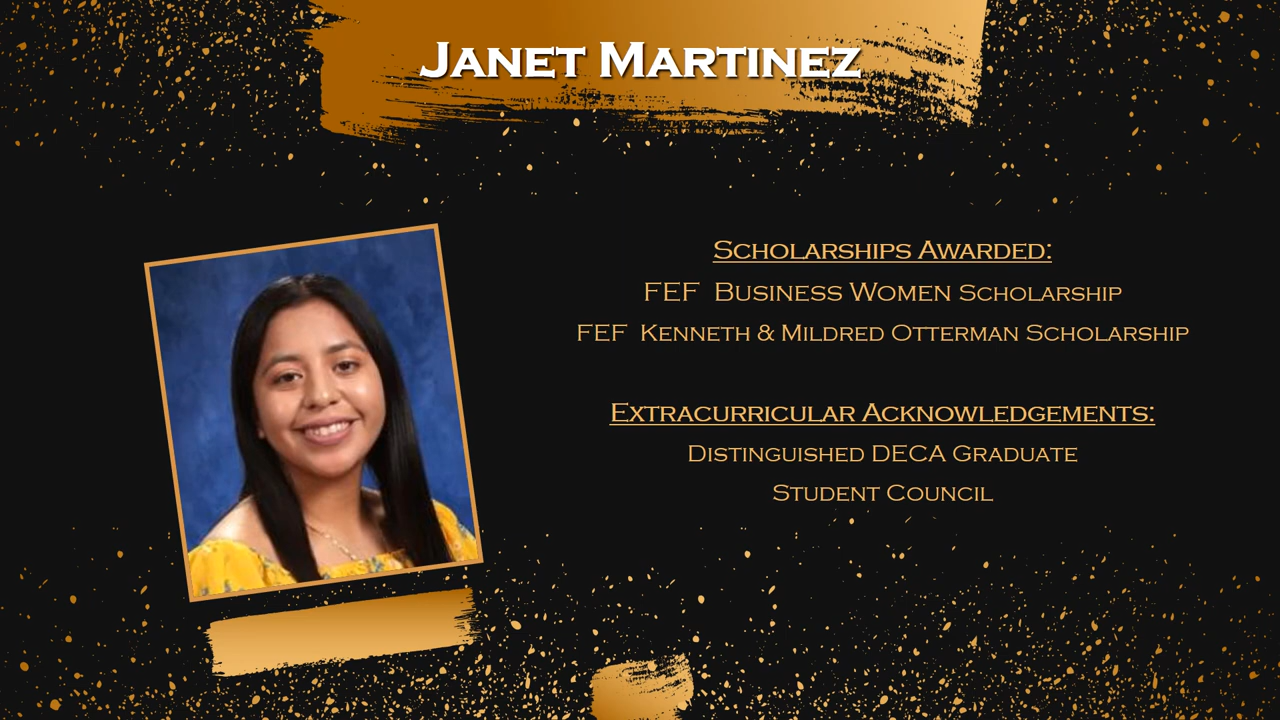 Janet Martinez
Scholarships Awarded:
FEF Business Women Scholarship
FEF Kenneth & Mildred Otterman Scholarship
Extracurricular Acknowledgements:
Distinguished DECA Graduate
Student Council